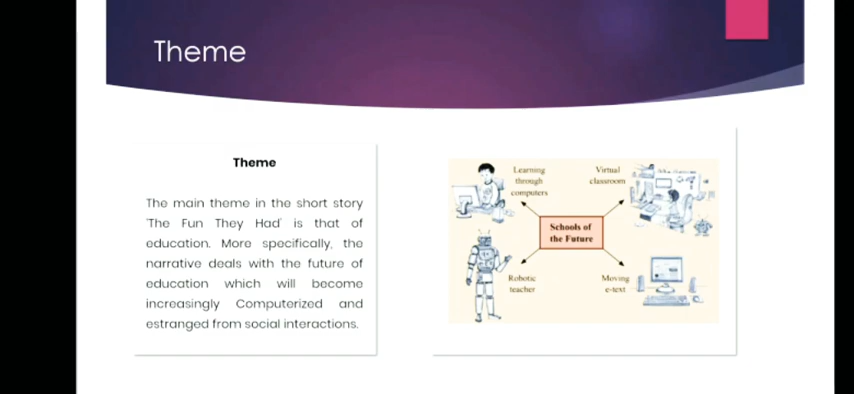 Theme
Theme
The main theme in the short story
'The Fun They Had' is that of
education. More specifically, the
narrative deals with the future of
education which will become
increasingly Computerized and
estranged from social interactions.
Learning
through
computers
Virtual
classroom
Schools of
the Future
Robotic
teacher
Moving
e-text